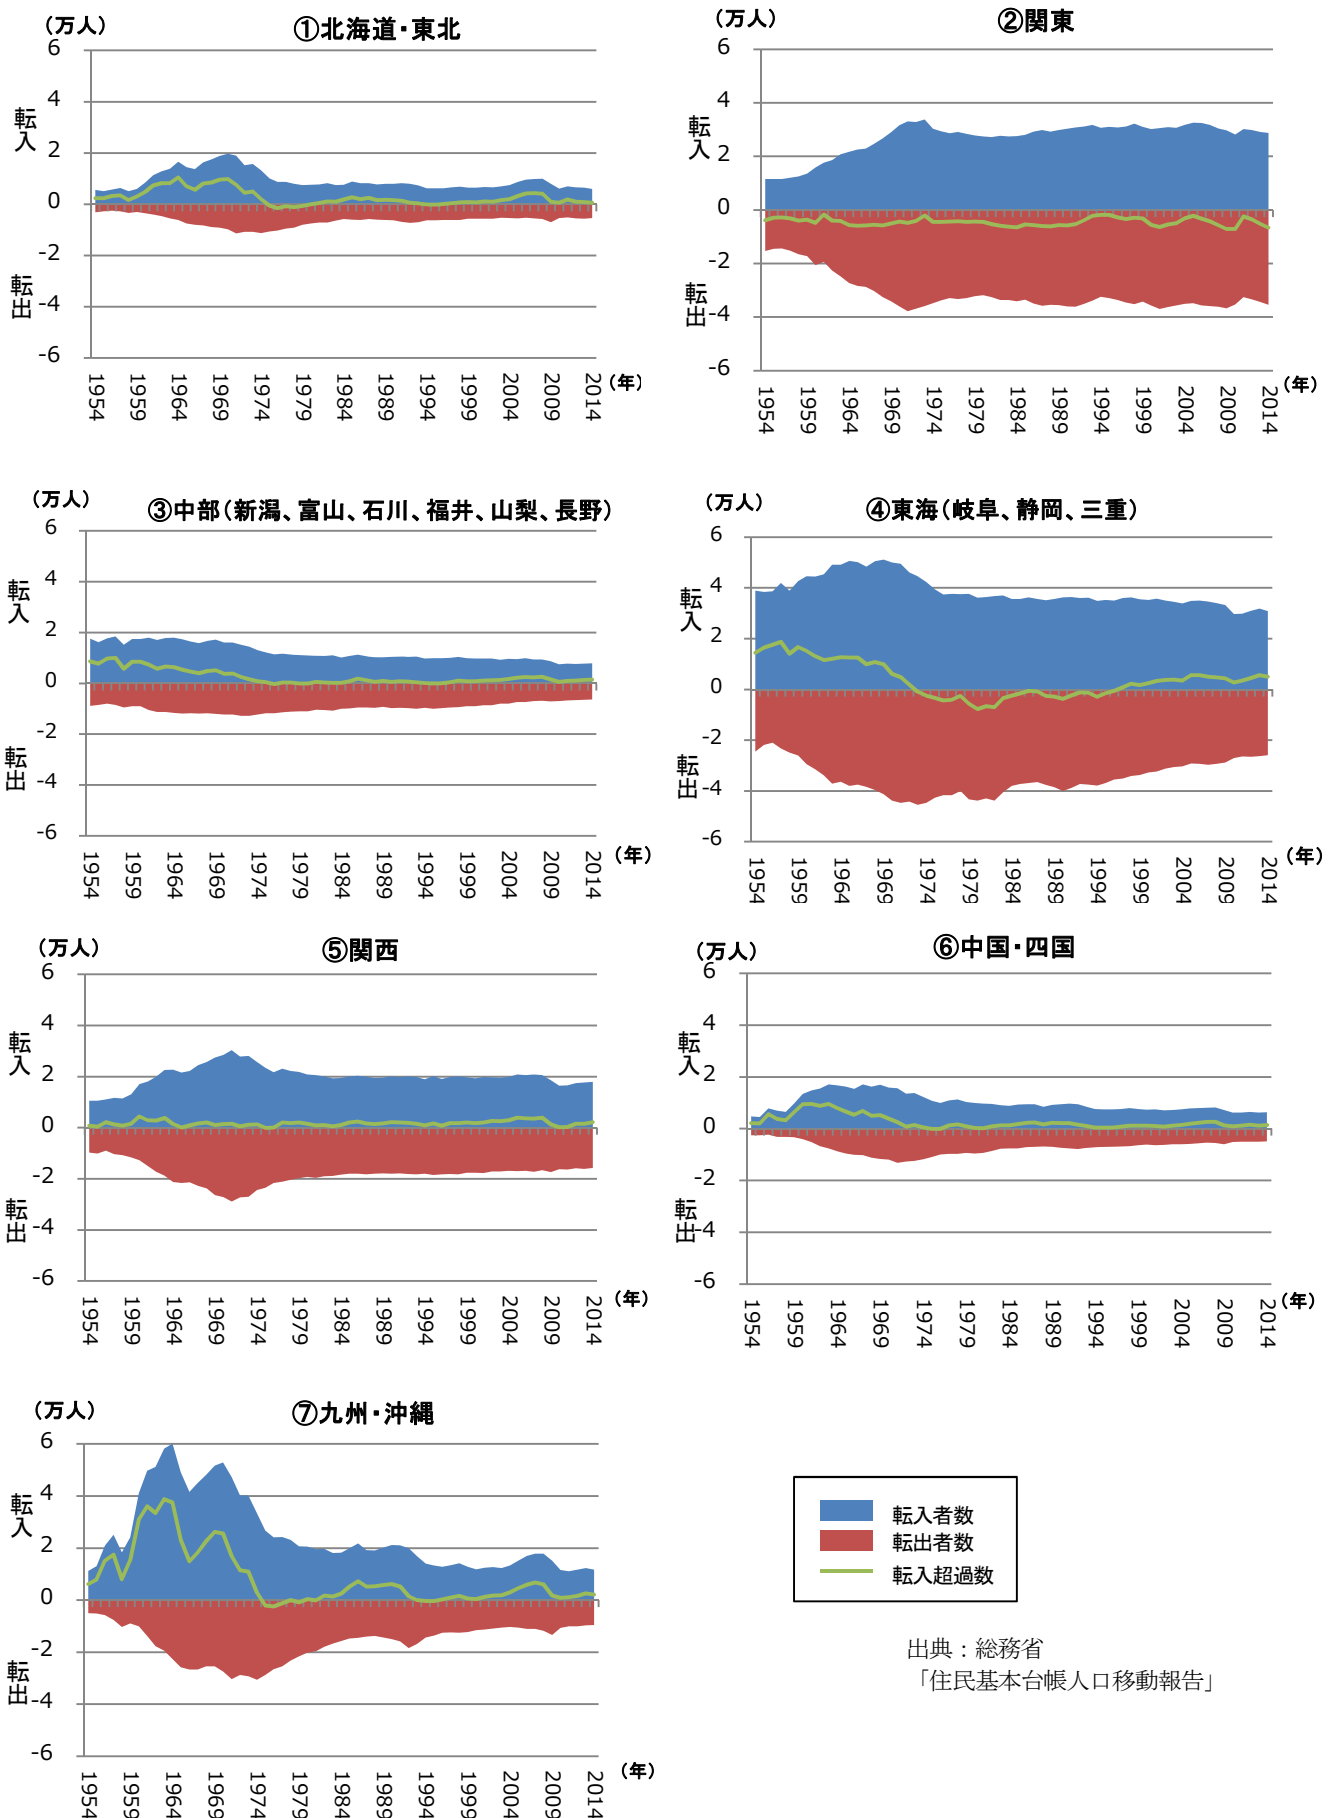 (万人)
①北海道・東北
6
4
2
0
-2
-4
-6
転入
転出
1954 1959 1964 1969 1974 1979 1984 1989 1994 1999 2004 2009 2014
(年)
(万人)
②関東
6
4
2
0
-2
-4
-6
転入
転出
1954 1959 1964 1969 1974 1979 1984 1989 1994 1999 2004 2009 2014
(年)
(万人)
③中部(新潟、富山、石川、福井、山梨、長野)
6
4
2
0
-2
-4
-6
転入
転出
1954 1959 1964 1969 1974 1979 1984 1989 1994 1999 2004 2009 2014
(年)
(万人)
④東海(岐阜、静岡、三重)
6
4
2
0
-2
-4
-6
転入
転出
1954 1959 1964 1969 1974 1979 1984 1989 1994 1999 2004 2009 2014
(年)
(万人)
⑤関西
6
4
2
0
-2
-4
-6
転入
転出
1954 1959 1964 1969 1974 1979 1984 1989 1994 1999 2004 2009 2014
(年)
(万人)
⑥中国・四国
6
4
2
0
-2
-4
-6
転入
転出
1954 1959 1964 1969 1974 1979 1984 1989 1994 1999 2004 2009 2014
(年)
(万人)
⑦九州・沖縄
6
4
2
0
-2
-4
-6
転入
転出
1954 1959 1964 1969 1974 1979 1984 1989 1994 1999 2004 2009 2014
(年)
転入者数
転出者数
転入超過数
出典：総務省
「住民基本台帳人口移動報告」